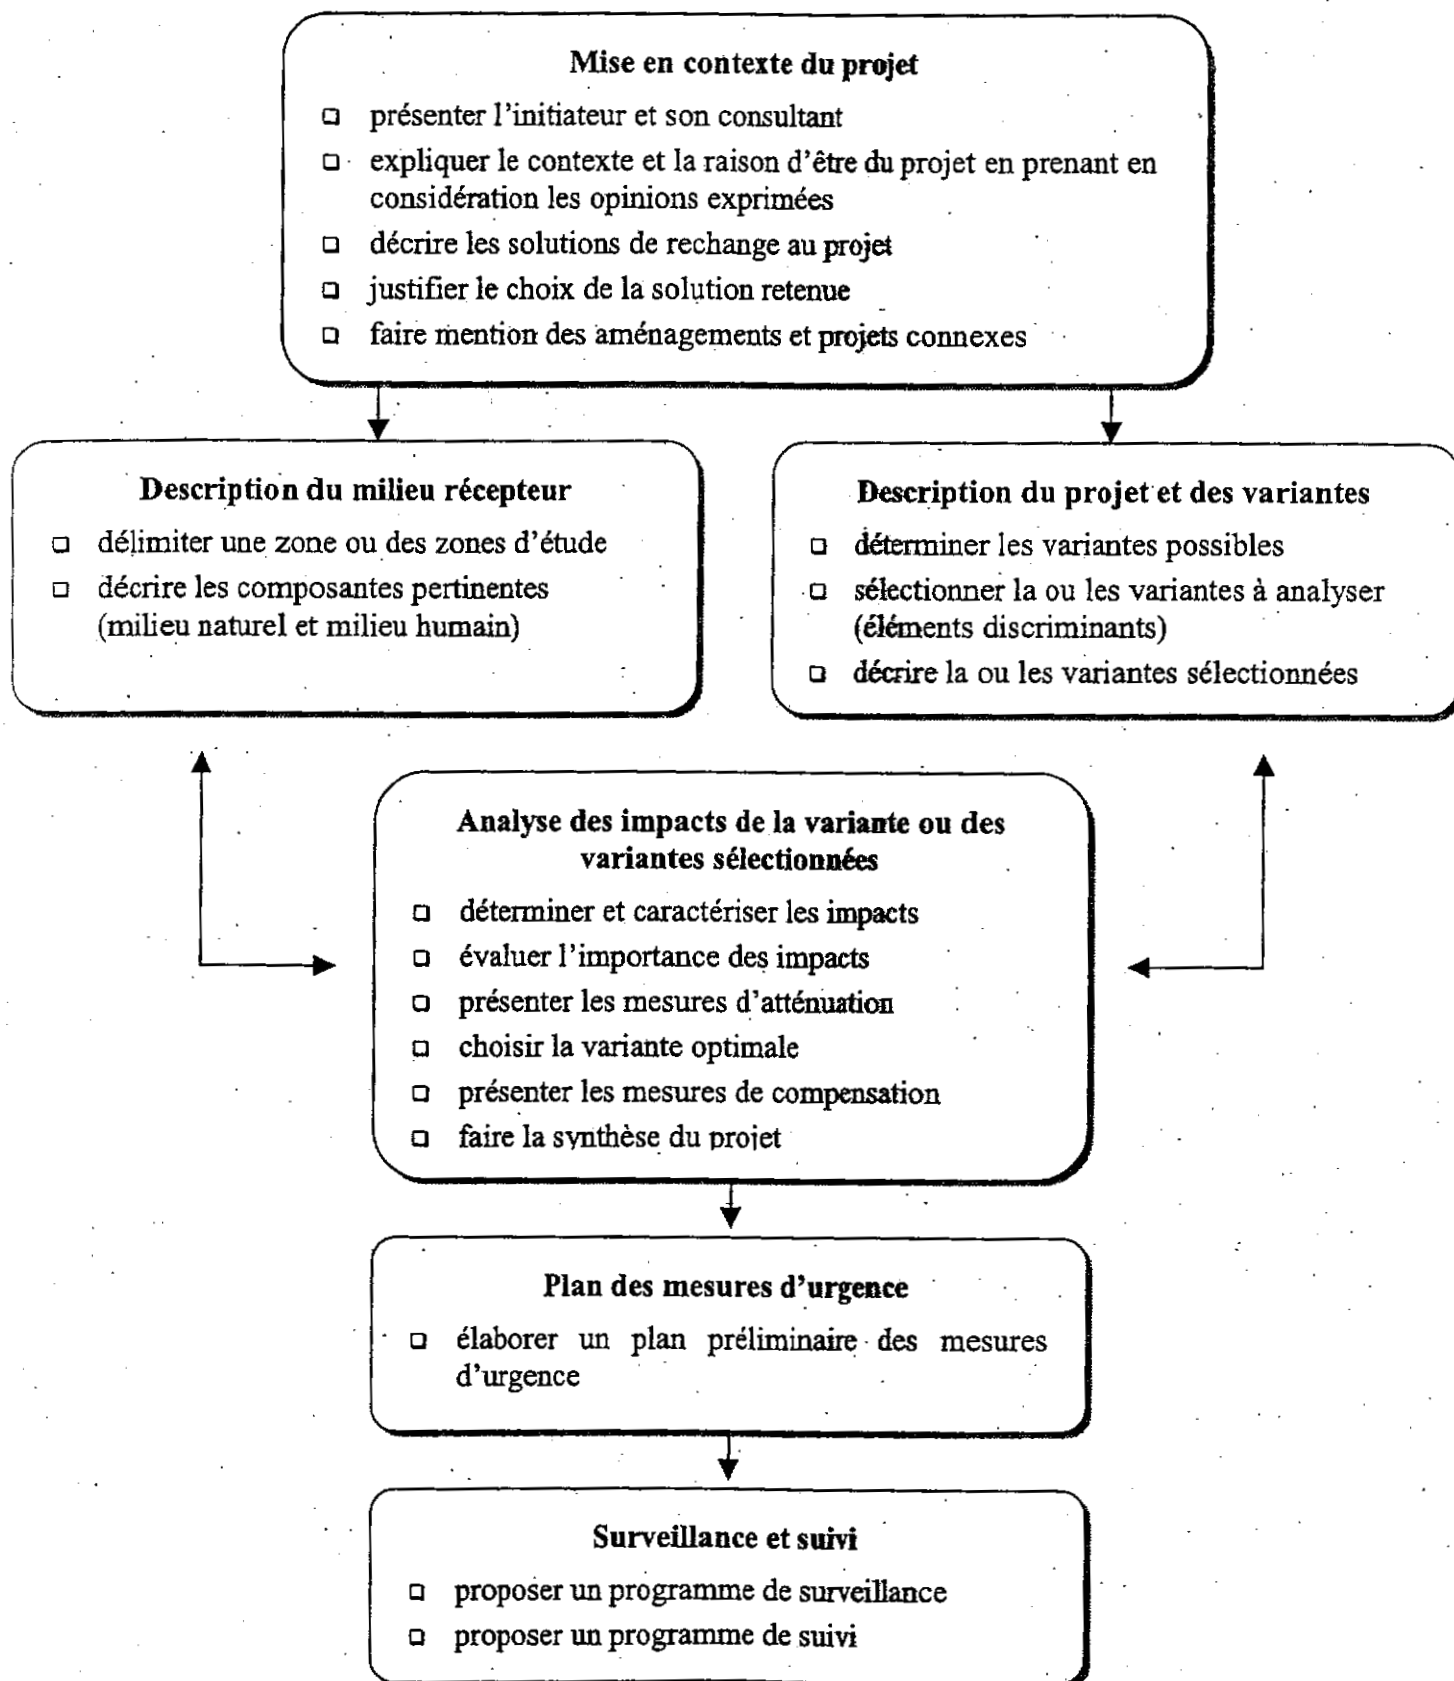 Mise en contexte du projet
❑ présenter l'initiateur et son consultant
❑ expliquer le contexte et la raison d'être du projet en prenant en
considération les opinions exprimées
❑ décrire les solutions de rechange au projet
❑ justifier le choix de la solution retenue
❑ faire mention des aménagements et projets connexes
Description du milieu récepteur
❑ délimiter une zone ou des zones d'étude
❑ décrire les composantes pertinentes
(milieu naturel et milieu humain)
Description du projet et des variantes
❑ déterminer les variantes possibles
❑ sélectionner la ou les variantes à analyser
(éléments discriminants)
❑ décrire la ou les variantes sélectionnées
Analyse des impacts de la variante ou des
variantes sélectionnées
❑ déterminer et caractériser les impacts
❑ évaluer l'importance des impacts
❑ présenter les mesures d'atténuation
❑ choisir la variante optimale
❑ présenter les mesures de compensation
❑ faire la synthèse du projet
Plan des mesures d'urgence
❑ élaborer un plan préliminaire des mesures
d'urgence
Surveillance et suivi
❑ proposer un programme de surveillance
❑ proposer un programme de suivi